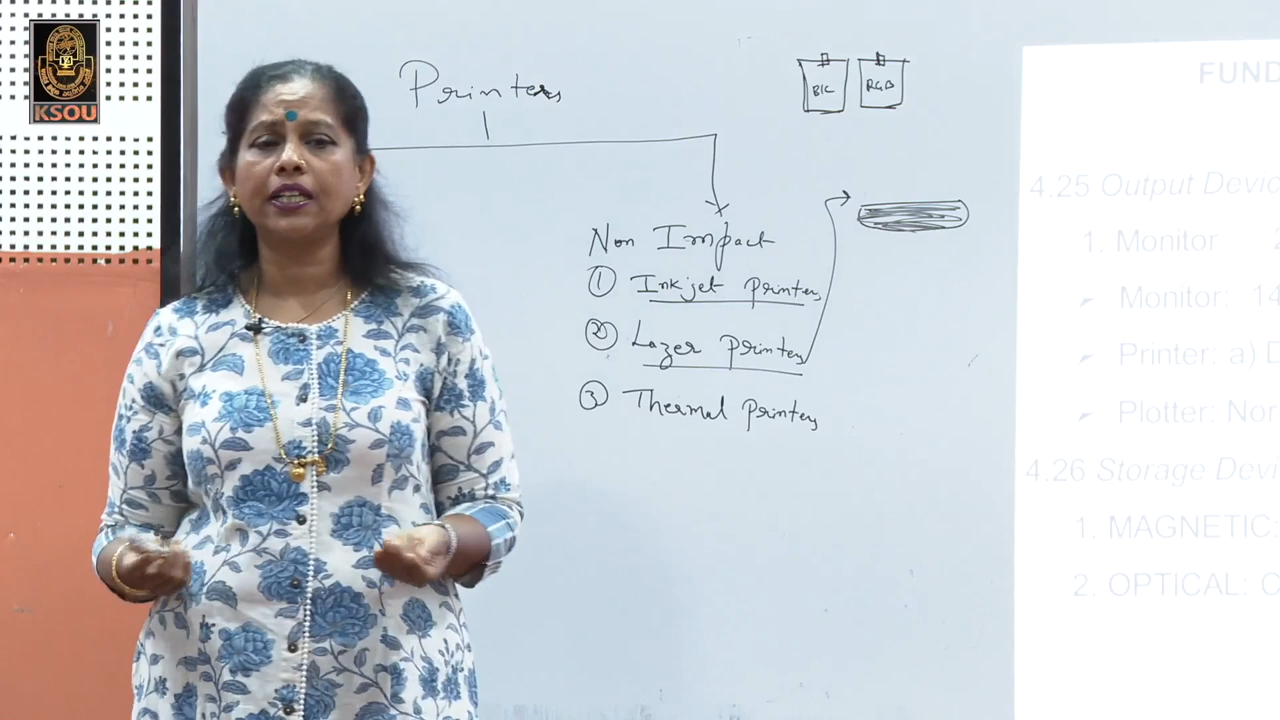 KSOU
Printers
BK
RGB
Non Impact
① Inkjet printers
② Lazer printers
③ Thermal printers
FUND
4.25 Output Devic
1. Monitor 2
➢ Monitor: 14
➢ Printer: a) D
➢ Plotter: Nor
4.26 Storage Devi
1. MAGNETIC:
2. OPTICAL: C